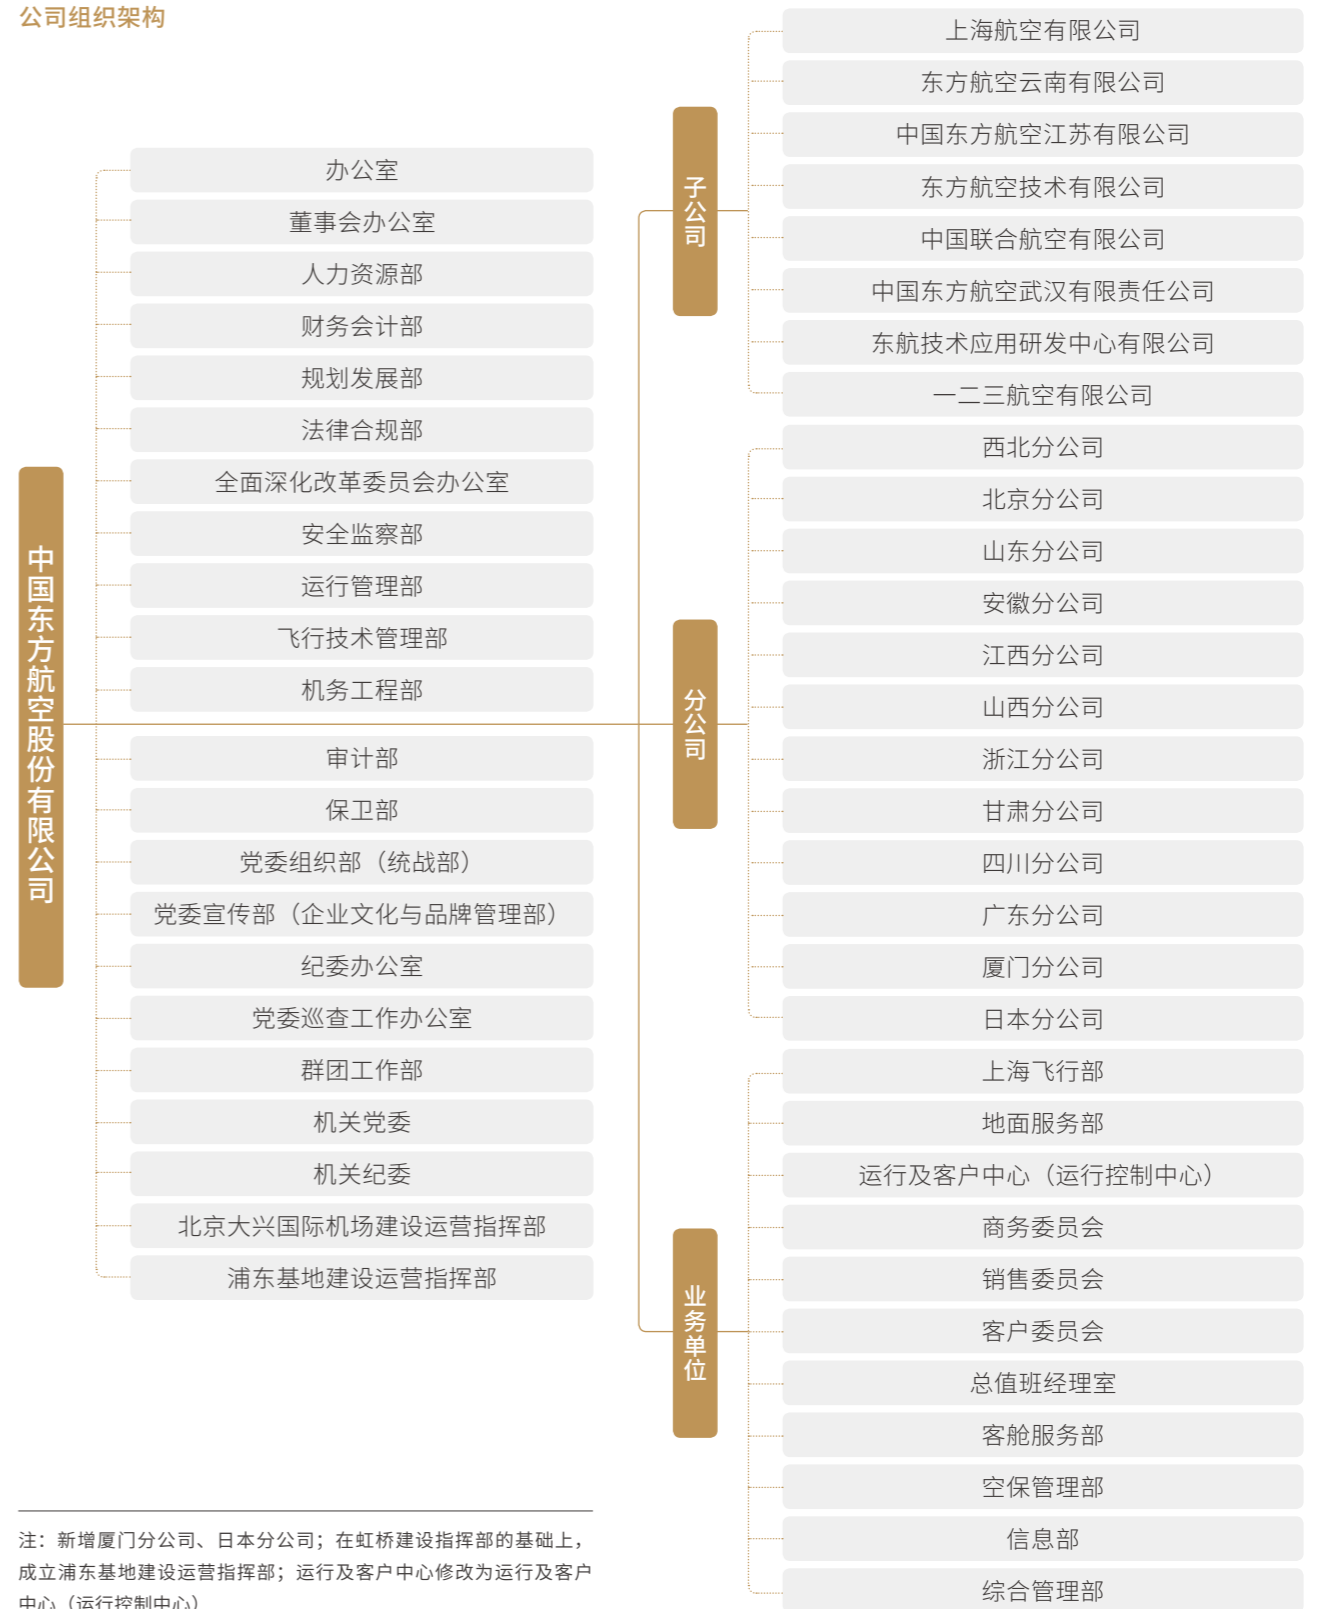 公司组织架构
中国东方航空股份有限公司
办公室
董事会办公室
人力资源部
财务会计部
规划发展部
法律合规部
全面深化改革委员会办公室
安全监察部
运行管理部
飞行技术管理部
机务工程部
审计部
保卫部
党委组织部（统战部）
党委宣传部（企业文化与品牌管理部）
纪委办公室
党委巡查工作办公室
群团工作部
机关党委
机关纪委
北京大兴国际机场建设运营指挥部
浦东基地建设运营指挥部
子公司
上海航空有限公司
东方航空云南有限公司
中国东方航空江苏有限公司
东方航空技术有限公司
中国联合航空有限公司
中国东方航空武汉有限责任公司
东航技术应用研发中心有限公司
一二三航空有限公司
分公司
西北分公司
北京分公司
山东分公司
安徽分公司
江西分公司
山西分公司
浙江分公司
甘肃分公司
四川分公司
广东分公司
厦门分公司
日本分公司
业务单位
上海飞行部
地面服务部
运行及客户中心（运行控制中心）
商务委员会
销售委员会
客户委员会
总值班经理室
客舱服务部
空保管理部
信息部
综合管理部
注：新增厦门分公司、日本分公司；在虹桥建设指挥部的基础上，
成立浦东基地建设运营指挥部；运行及客户中心修改为运行及客户
中心（运行控制中心）